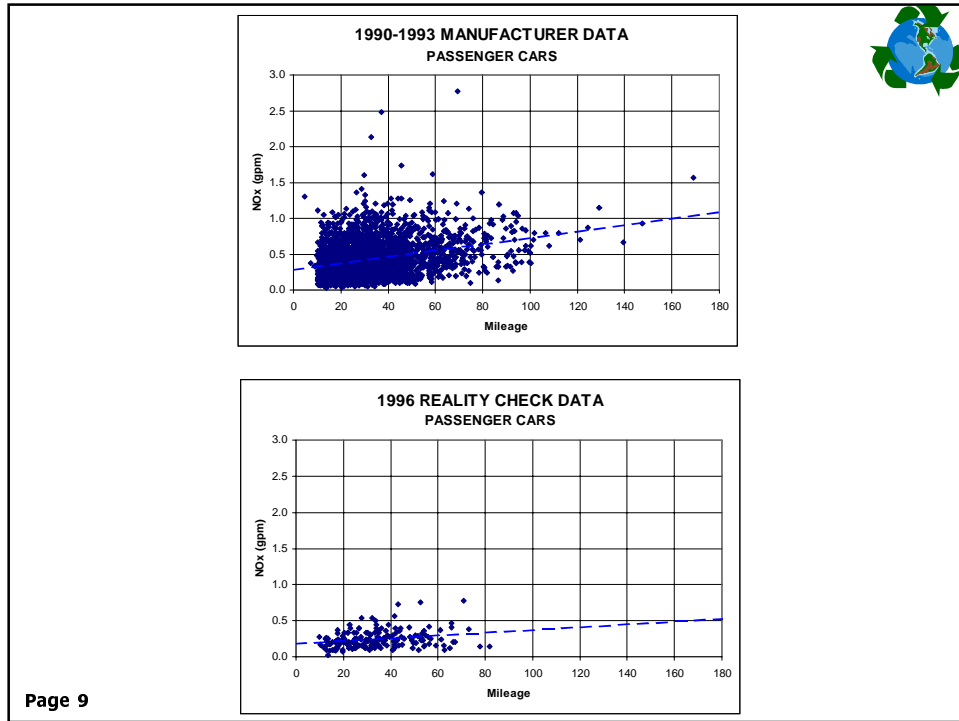 1990-1993 MANUFACTURER DATA
PASSENGER CARS
3.0
2.5
2.0
1.5
1.0
0.5
0.0
NOx (gpm)
0 20 40 60 80 100 120 140 160 180
Mileage
1996 REALITY CHECK DATA
PASSENGER CARS
3.0
2.5
2.0
1.5
1.0
0.5
0.0
NOx (gpm)
0 20 40 60 80 100 120 140 160 180
Mileage
Page 9